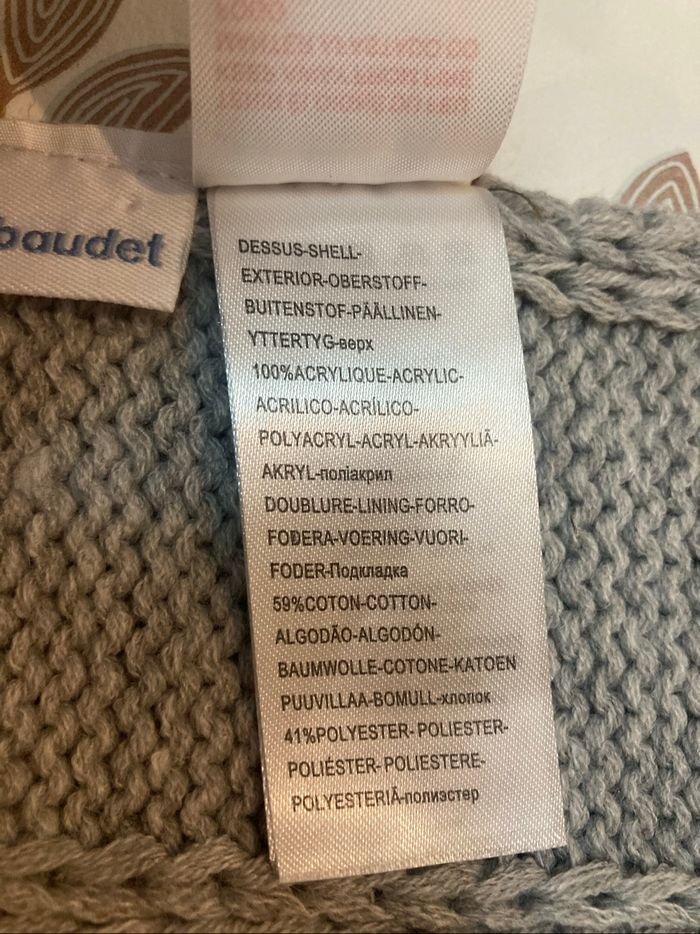 baudet
DESSUS-SHELL-
EXTERIOR-OBERSTOFF-
BUITENSTOF-PÄÄLLINEN-
YTTERTYG-верх
100%ACRYLIQUE-ACRYLIC-
ACRILICO-ACRÍLICO-
POLYACRYL-ACRYL-AKRYYLIÄ-
AKRYL-поліакрил
DOUBLURE-LINING-FORRO-
FODERA-VOERING-VUORI-
FODER-Подкладка
59%COTON-COTTON-
ALGODÃO-ALGODÓN-
BAUMWOLLE-COTONE-KATOEN
PUUVILLAA-BOMULL-хлопок
41%POLYESTER- POLIESTER-
POLIÉSTER- POLIESTERE-
POLYESTERIÄ-полиэстер